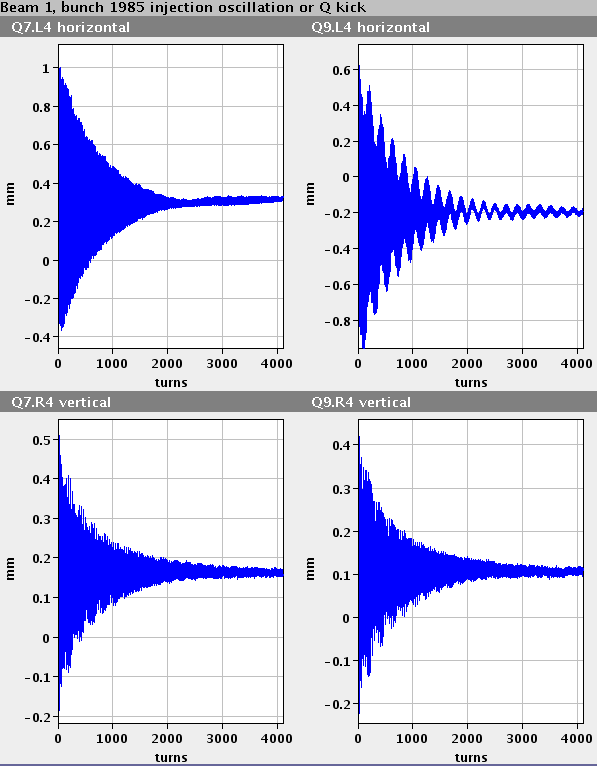 Beam 1, bunch 1985 injection oscillation or Q kick
Q7.L4 horizontal
Q9.L4 horizontal
1
0.8
0.6
0.4
0.2
0
-0.2
-0.4
mm
0 1000 2000 3000 4000
turns
0.6
0.4
0.2
0
-0.2
-0.4
-0.6
-0.8
mm
0 1000 2000 3000 4000
turns
Q7.R4 vertical
Q9.R4 vertical
0.5
0.4
0.3
0.2
0.1
0
-0.1
-0.2
mm
0 1000 2000 3000 4000
turns
0.4
0.3
0.2
0.1
0
-0.1
-0.2
mm
0 1000 2000 3000 4000
turns